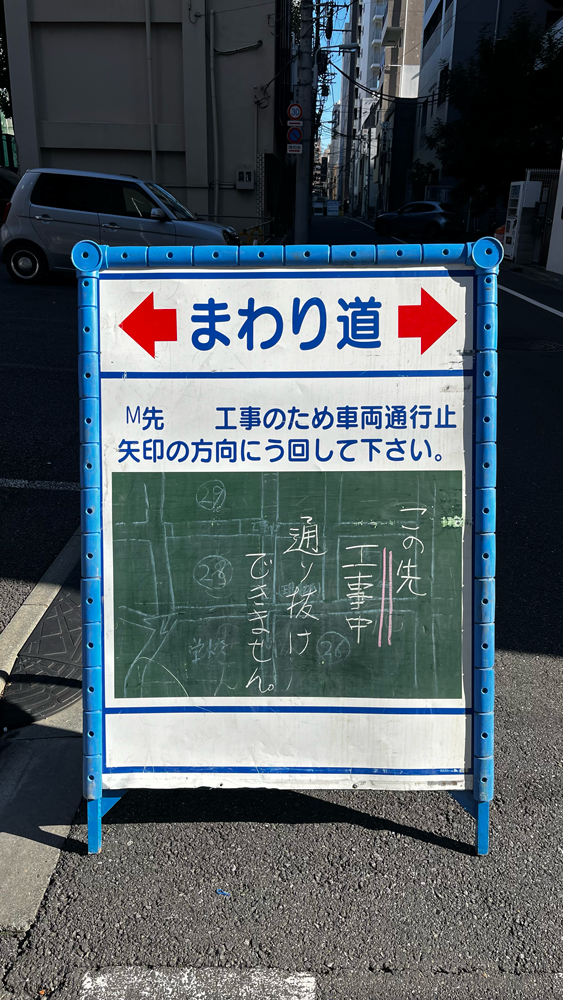 まわり道
M先　工事のため車両通行止
矢印の方向にう回して下さい。
この先
工事中
通り抜け
できません。
29
28
26